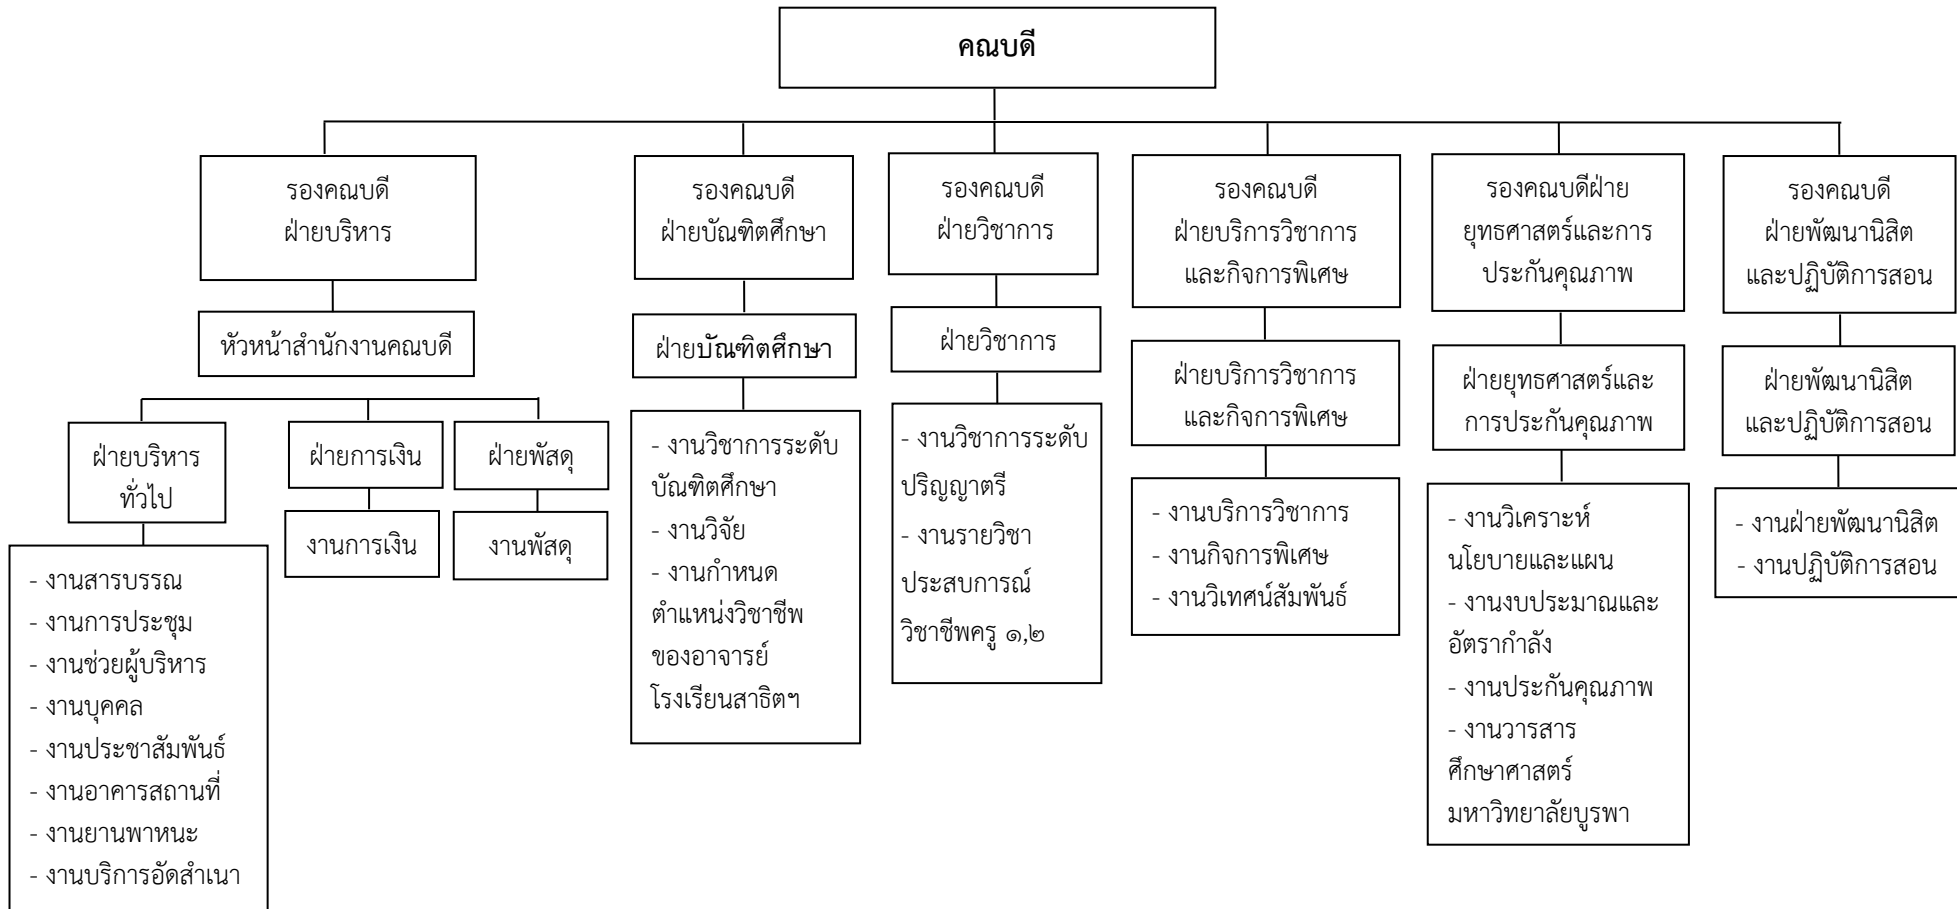 คณบดี
รองคณบดี
ฝ่ายบริหาร
รองคณบดี
ฝ่ายบัณฑิตศึกษา
รองคณบดี
ฝ่ายวิชาการ
รองคณบดี
ฝ่ายบริการวิชาการ
และกิจการพิเศษ
รองคณบดีฝ่าย
ยุทธศาสตร์และการ
ประกันคุณภาพ
รองคณบดี
ฝ่ายพัฒนานิสิต
และปฏิบัติการสอน
หัวหน้าสำนักงานคณบดี
ฝ่ายบัณฑิตศึกษา
ฝ่ายวิชาการ
ฝ่ายบริการวิชาการ
และกิจการพิเศษ
ฝ่ายยุทธศาสตร์และ
การประกันคุณภาพ
ฝ่ายพัฒนานิสิต
และปฏิบัติการสอน
ฝ่ายบริหาร
ทั่วไป
ฝ่ายการเงิน
ฝ่ายพัสดุ
งานการเงิน
งานพัสดุ
- งานสารบรรณ
- งานการประชุม
- งานช่วยผู้บริหาร
- งานบุคคล
- งานประชาสัมพันธ์
- งานอาคารสถานที่
- งานยานพาหนะ
- งานบริการอัดสำเนา
- งานวิชาการระดับ
บัณฑิตศึกษา
- งานวิจัย
- งานกำหนด
ตำแหน่งวิชาชีพ
ของอาจารย์
โรงเรียนสาธิตฯ
- งานวิชาการระดับ
ปริญญาตรี
- งานรายวิชา
ประสบการณ์
วิชาชีพครู ๑,๒
- งานบริการวิชาการ
- งานกิจการพิเศษ
- งานวิเทศน์สัมพันธ์
- งานวิเคราะห์
นโยบายและแผน
- งานงบประมาณและ
อัตรากำลัง
- งานประกันคุณภาพ
- งานวารสาร
ศึกษาศาสตร์
มหาวิทยาลัยบูรพา
- งานฝ่ายพัฒนานิสิต
- งานปฏิบัติการสอน